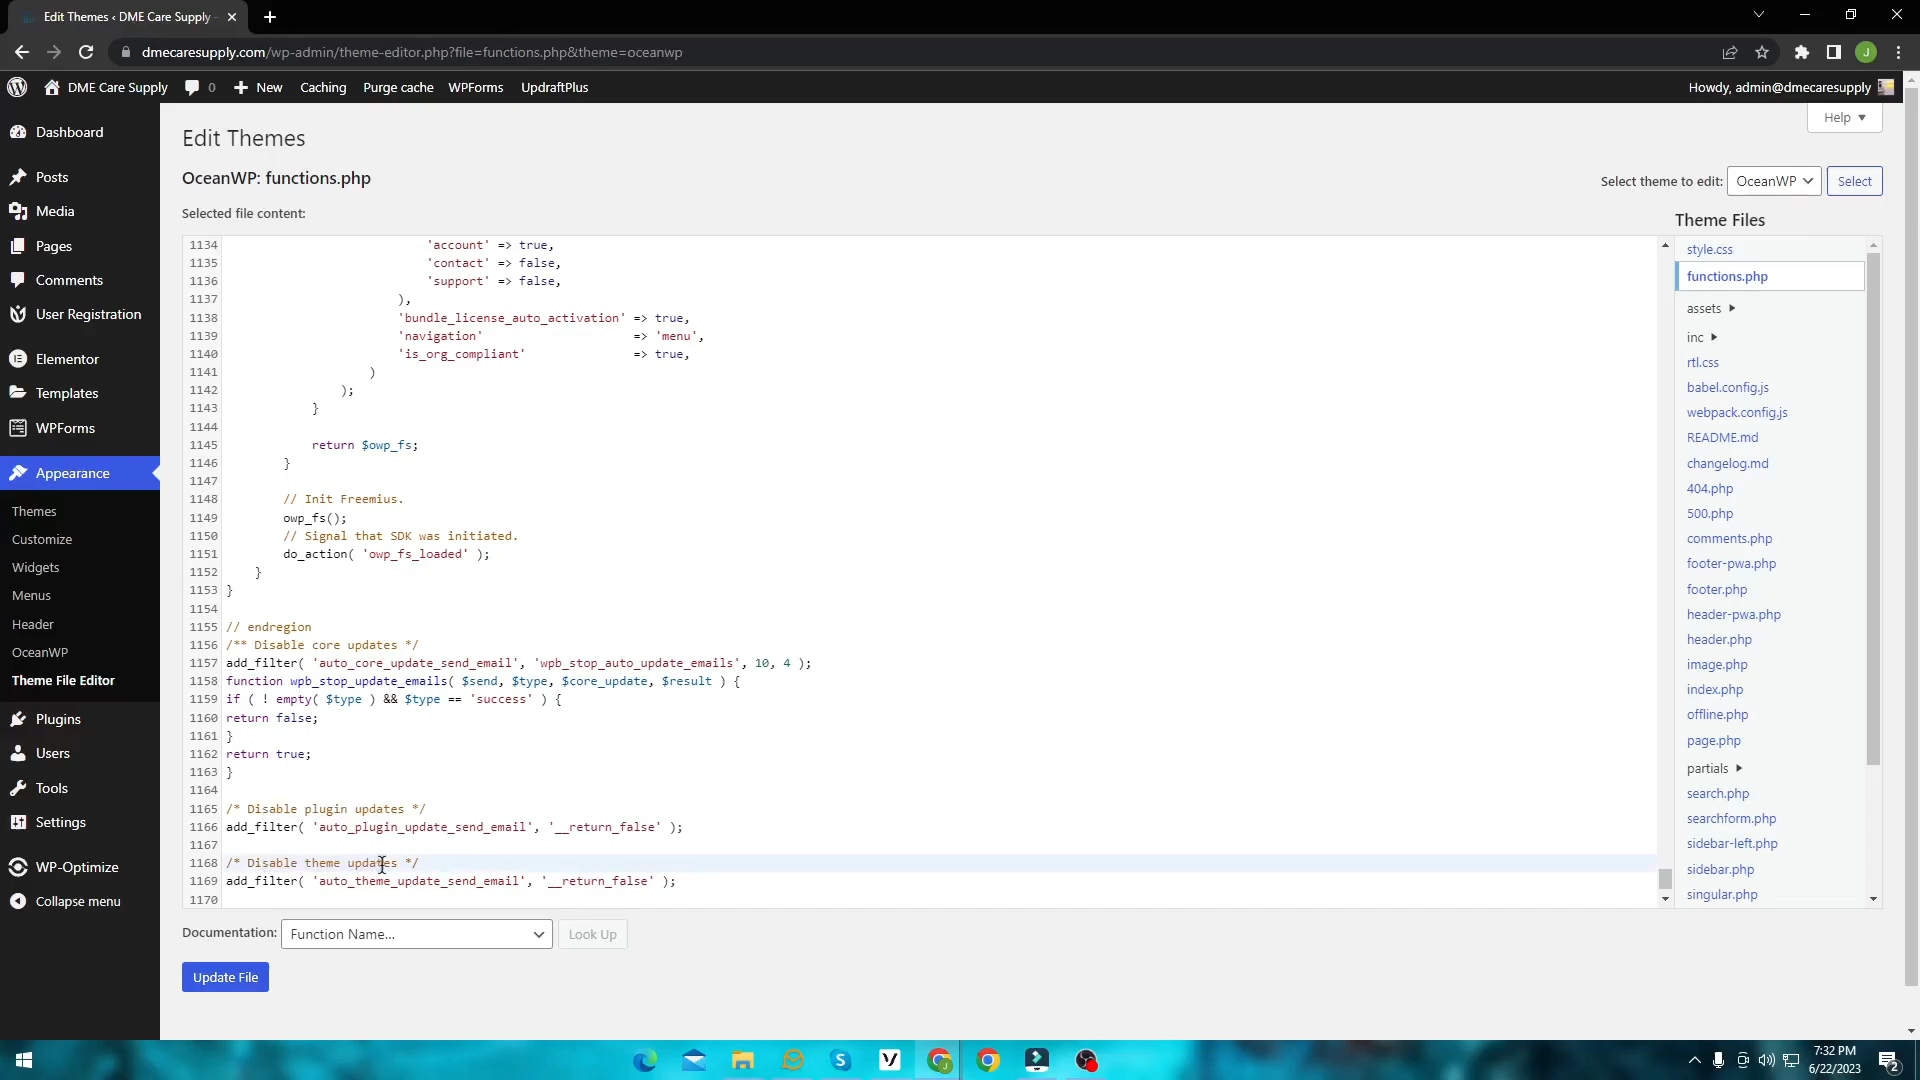 Edit Themes ‹ DME Care Supply -
dmecaresupply.com/wp-admin/theme-editor.php?file=functions.php&theme=oceanwp
J
DME Care Supply
0
New
Caching
Purge cache
WPForms
UpdraftPlus
Howdy, admin@dmecaresupply
Help
Dashboard
Posts
Media
Pages
Comments
User Registration
Elementor
Templates
WPForms
Appearance
Themes
Customize
Widgets
Menus
Header
OceanWP
Theme File Editor
Plugins
Users
Tools
Settings
WP-Optimize
Collapse menu
Edit Themes
OceanWP: functions.php
Select theme to edit: OceanWP Select
Selected file content:
1134 'account' => true,
1135 'contact' => false,
1136 'support' => false,
1137 ),
1138 'bundle_license_auto_activation' => true,
1139 'navigation' => 'menu',
1140 'is_org_compliant' => true,
1141 )
1142 );
1143 }
1144
1145 return $owp_fs;
1146 }
1147
1148 // Init Freemius.
1149 owp_fs();
1150 // Signal that SDK was initiated.
1151 do_action( 'owp_fs_loaded' );
1152 }
1153 }
1154
1155 // endregion
1156 /** Disable core updates */
1157 add_filter( 'auto_core_update_send_email', 'wpb_stop_auto_update_emails', 10, 4 );
1158 function wpb_stop_update_emails( $send, $type, $core_update, $result ) {
1159 if ( ! empty( $type ) && $type == 'success' ) {
1160 return false;
1161 }
1162 return true;
1163 }
1164
1165 /* Disable plugin updates */
1166 add_filter( 'auto_plugin_update_send_email', '__return_false' );
1167
1168 /* Disable theme updates */
1169 add_filter( 'auto_theme_update_send_email', '__return_false' );
1170
Theme Files
style.css
functions.php
assets
inc
rtl.css
babel.config.js
webpack.config.js
README.md
changelog.md
404.php
500.php
comments.php
footer-pwa.php
footer.php
header-pwa.php
header.php
image.php
index.php
offline.php
page.php
partials
search.php
searchform.php
sidebar-left.php
sidebar.php
singular.php
Documentation: Function Name... Look Up
Update File
7:32 PM
6/22/2023
2